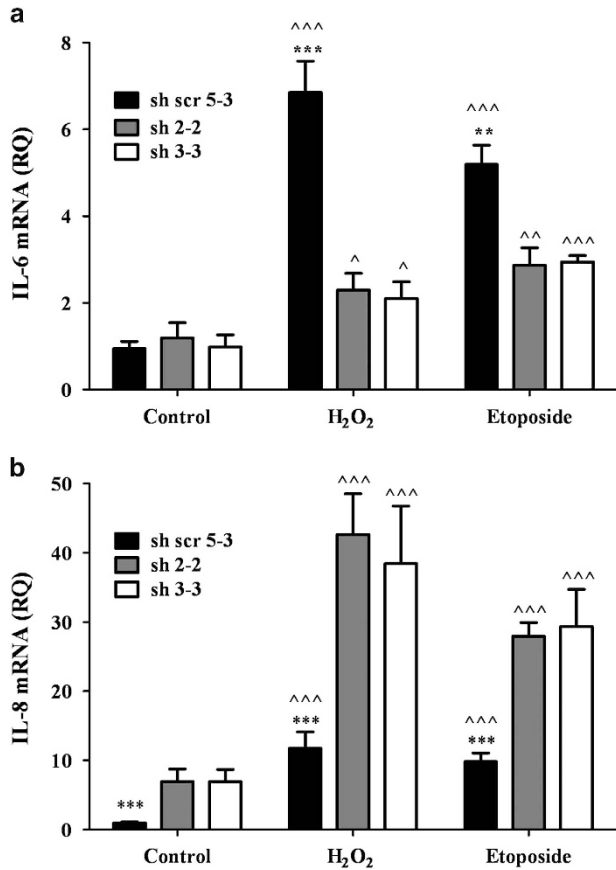 a
IL-6 mRNA (RQ)
8
6
4
2
0
sh scr 5-3
sh 2-2
sh 3-3
^^^
***
^
^
^^^
**
^^
^^^
Control
H₂O₂
Etoposide
b
IL-8 mRNA (RQ)
50
40
30
20
10
0
sh scr 5-3
sh 2-2
sh 3-3
***
^^^
***
^^^
^^^
^^^
***
^^^
^^^
Control
H₂O₂
Etoposide